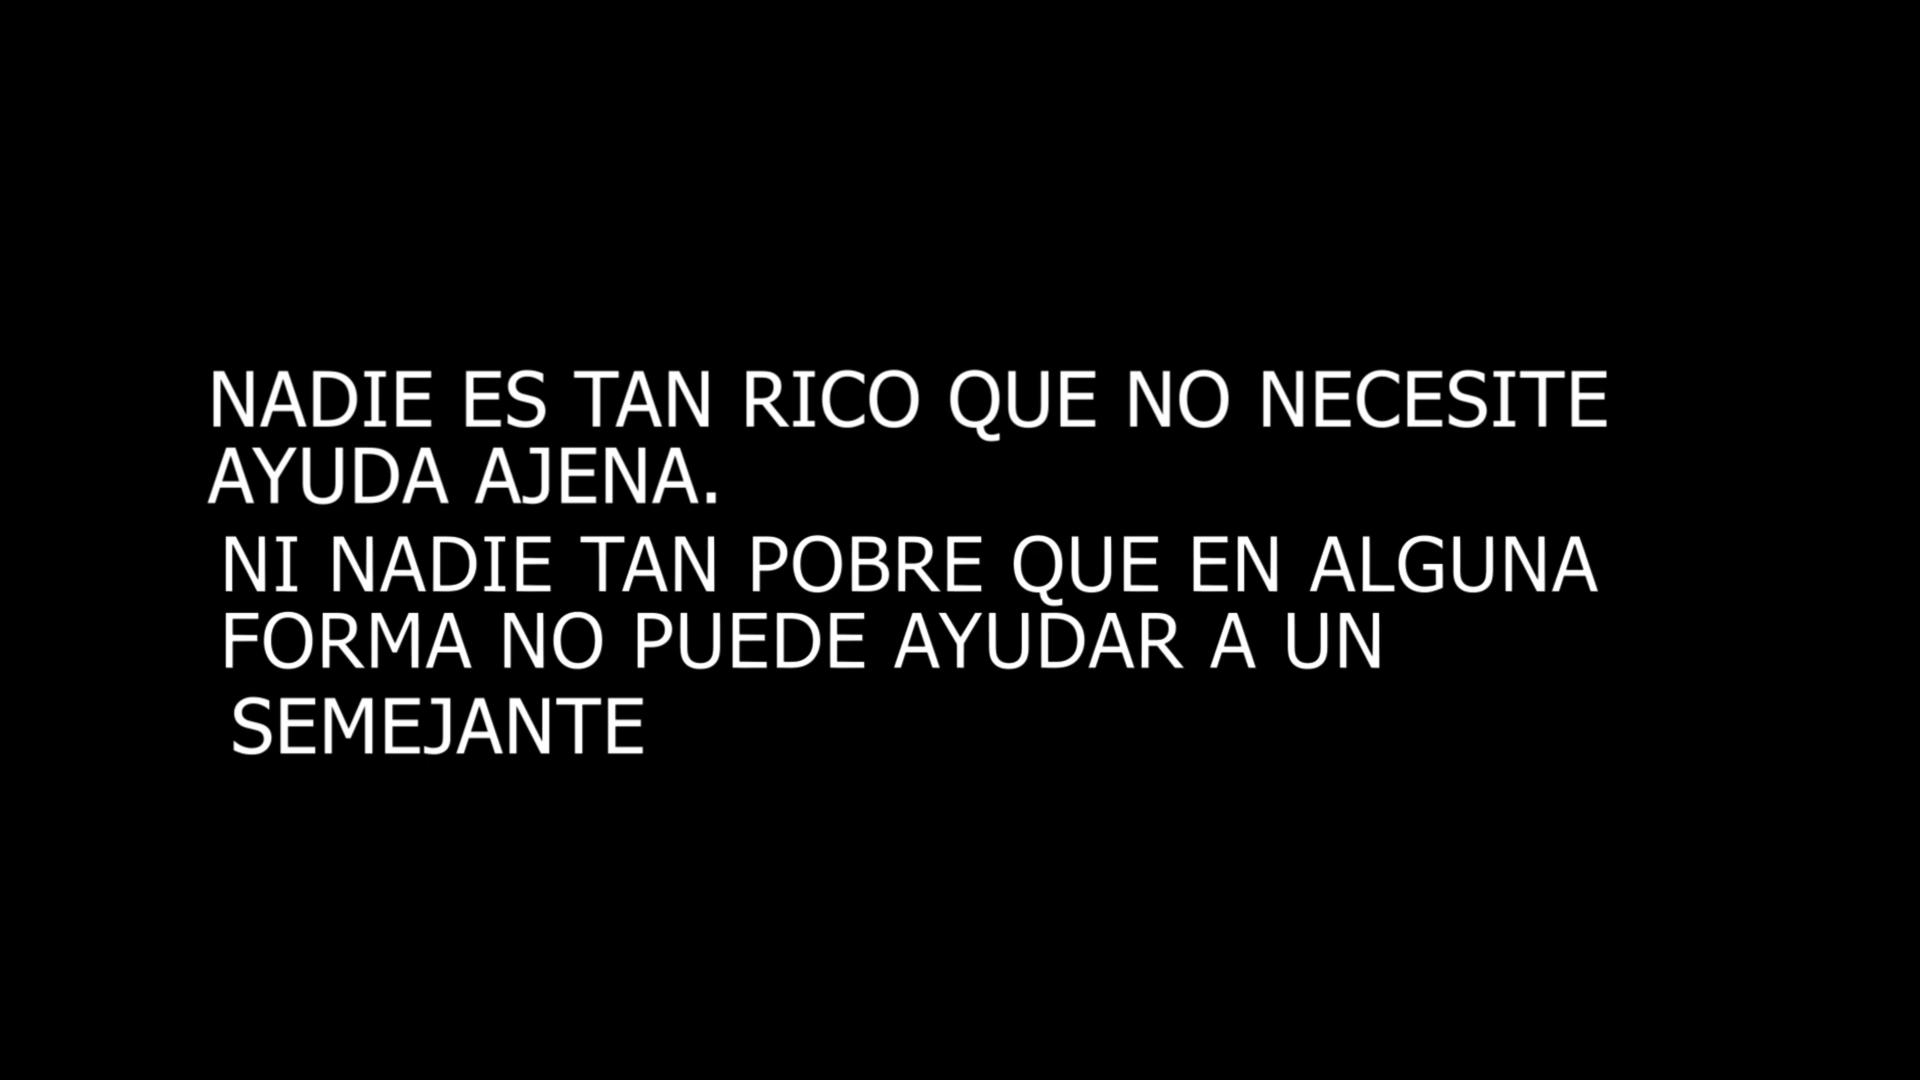 NADIE ES TAN RICO QUE NO NECESITE
AYUDA AJENA.
NI NADIE TAN POBRE QUE EN ALGUNA
FORMA NO PUEDE AYUDAR A UN
SEMEJANTE